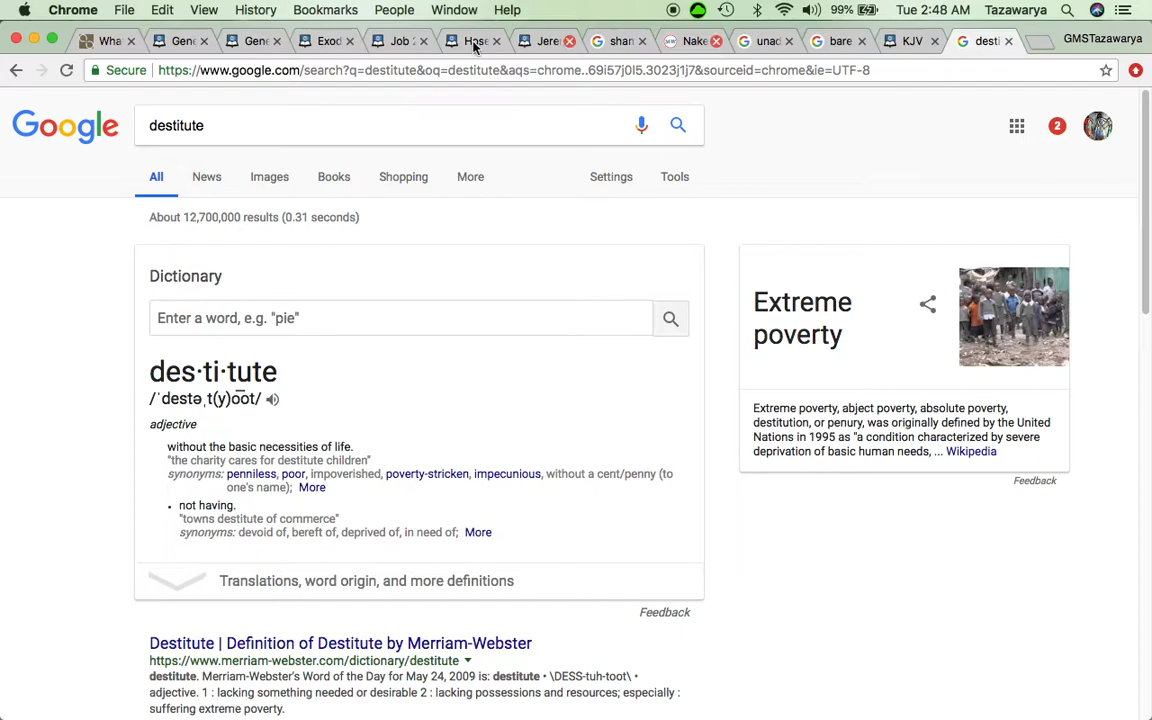 Chrome File Edit View History Bookmarks People Window Help 99% Tue 2:48 AM Tazawarya
Wha Gene Gene Exod Job 2 Hose Jere shan Nake unad bare KJV desti GMSTazawarya
Secure https://www.google.com/search?q=destitute&oq=destitute&aqs=chrome..69i57j0l5.3023j1j7&sourceid=chrome&ie=UTF-8
Google destitute 2
All News Images Books Shopping More Settings Tools
About 12,700,000 results (0.31 seconds)
Dictionary
Enter a word, e.g. "pie"
des·ti·tute
/ˈdestəˌt(y)o͞ot/
adjective
without the basic necessities of life.
"the charity cares for destitute children"
synonyms: penniless, poor, impoverished, poverty-stricken, impecunious, without a cent/penny (to
one's name); More
• not having.
"towns destitute of commerce"
synonyms: devoid of, bereft of, deprived of, in need of; More
Translations, word origin, and more definitions
Feedback
Extreme
poverty
Extreme poverty, abject poverty, absolute poverty,
destitution, or penury, was originally defined by the United
Nations in 1995 as "a condition characterized by severe
deprivation of basic human needs, ... Wikipedia
Feedback
Destitute | Definition of Destitute by Merriam-Webster
https://www.merriam-webster.com/dictionary/destitute
destitute. Merriam-Webster's Word of the Day for May 24, 2009 is: destitute • \DESS-tuh-toot\ •
adjective. 1 : lacking something needed or desirable 2 : lacking possessions and resources; especially :
suffering extreme poverty.